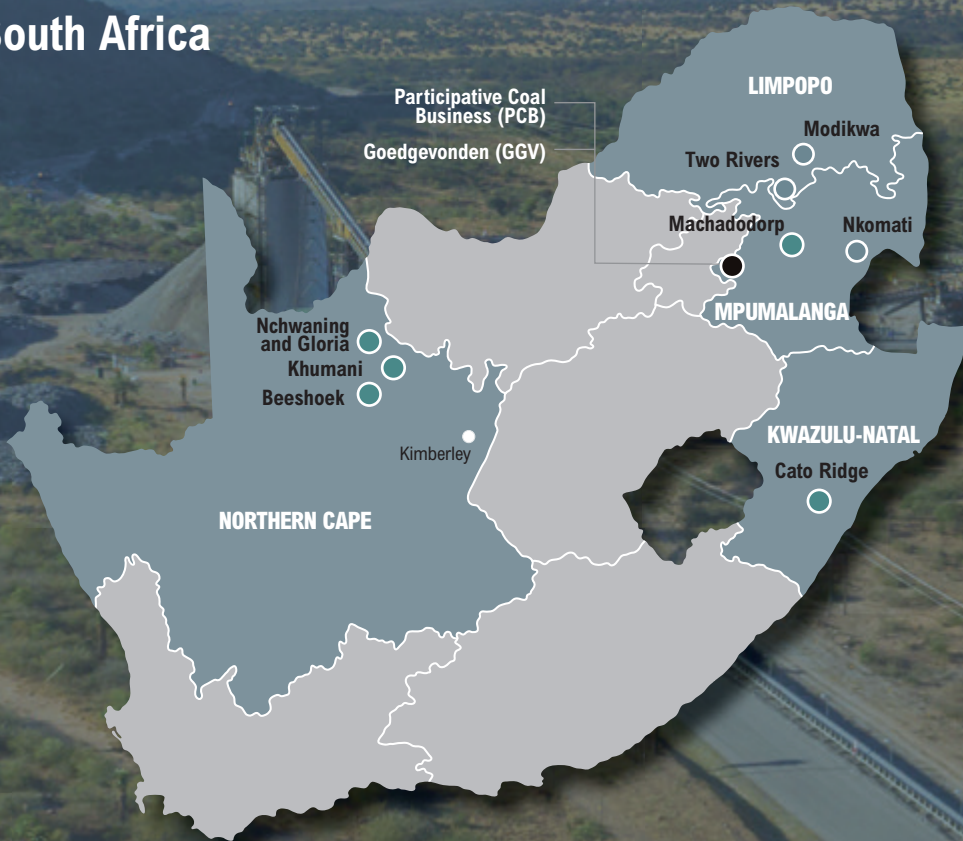 South Africa
LIMPOPO
Participative Coal
Business (PCB)
Goedgevonden (GGV)
Modikwa
Two Rivers
Machadodorp
Nkomati
MPUMALANGA
Nchwaning
and Gloria
Khumani
Beeshoek
Kimberley
KWAZULU-NATAL
Cato Ridge
NORTHERN CAPE